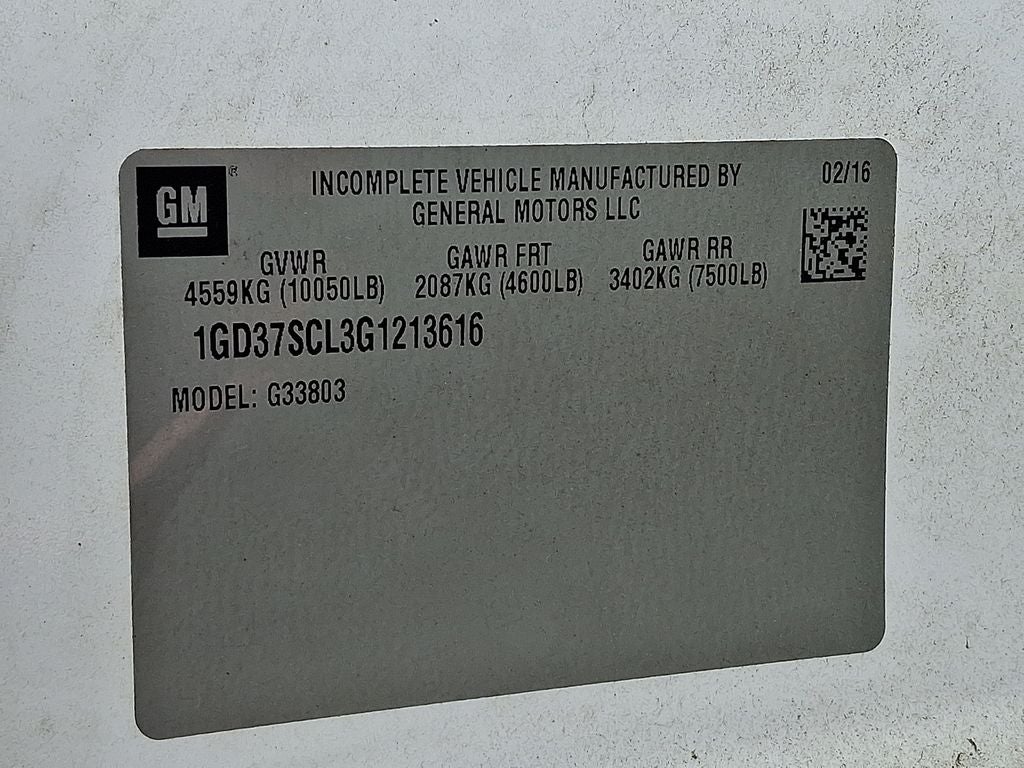 GM®
INCOMPLETE VEHICLE MANUFACTURED BY
GENERAL MOTORS LLC
02/16
GVWR
4559KG (10050LB)
GAWR FRT
2087KG (4600LB)
GAWR RR
3402KG (7500LB)
1GD37SCL3G1213616
MODEL: G33803